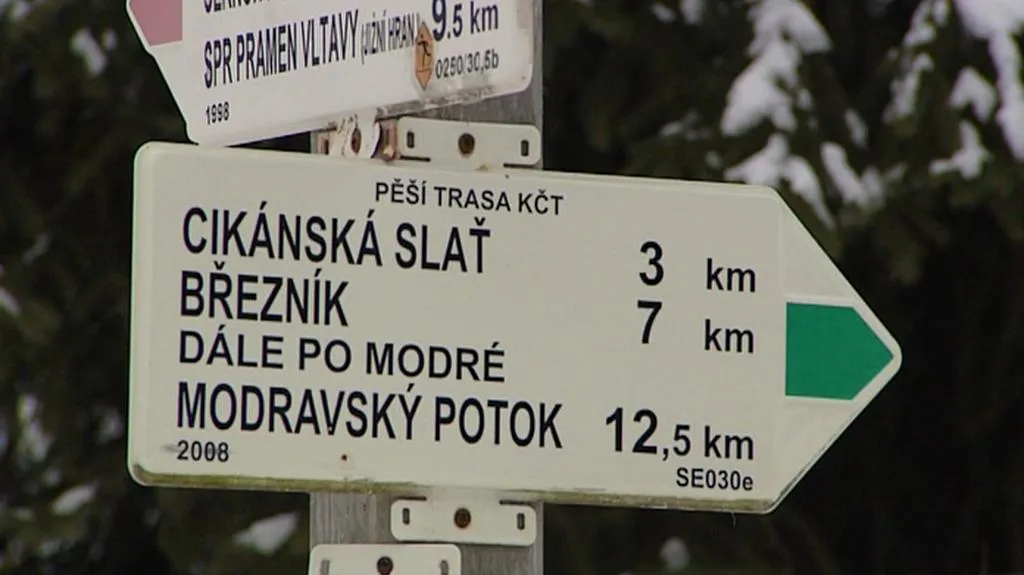 SPR PRAMEN VLTAVY (JIŽNÍ HRAN.) 9,5 km
0250/30,5b
1998
PĚŠÍ TRASA KČT
CIKÁNSKÁ SLAŤ 3 km
BŘEZNÍK 7 km
DÁLE PO MODRÉ
MODRAVSKÝ POTOK 12,5 km
2008 SE030e